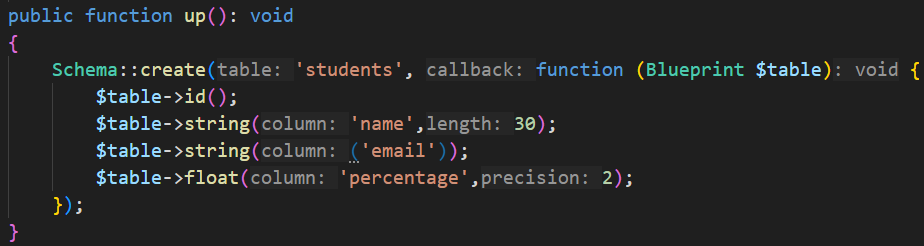 public function up(): void
{
    Schema::create(table: 'students', callback: function (Blueprint $table): void {
        $table->id();
        $table->string(column: 'name',length: 30);
        $table->string(column: ('email'));
        $table->float(column: 'percentage',precision: 2);
    });
}